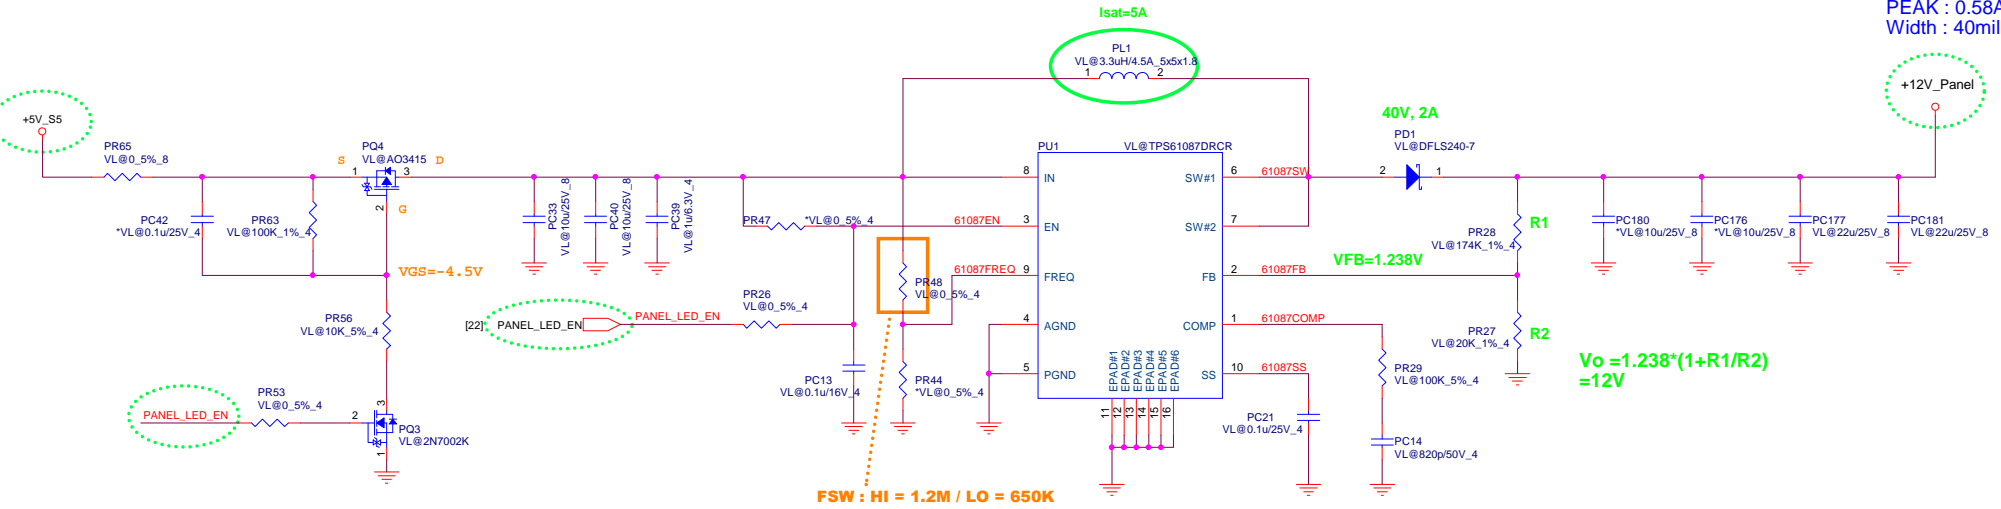 Isat=5A
PEAK : 0.58A
Width : 40mil
PL1
VL@3.3uH/4.5A_5x5x1.8
1
2
+12V_Panel
+5V_S5
40V, 2A
PD1
VL@DFLS240-7
2
1
PR65
VL@0_5%_8
S
PQ4
VL@AO3415
D
1
3
2
G
PU1
VL@TPS61087DRCR
8
IN
SW#1
6
61087SW
3
EN
SW#2
7
61087EN
9
FREQ
FB
2
61087FREQ
61087FB
4
AGND
COMP
1
61087COMP
5
PGND
SS
10
61087SS
EPAD#1
EPAD#2
EPAD#3
EPAD#4
EPAD#5
EPAD#6
11
12
13
14
15
16
PC42
*VL@0.1u/25V_4
PR63
VL@100K_1%_4
PC33
VL@10u/25V_8
PC40
VL@10u/25V_8
PC39
VL@1u/6.3V_4
PR47
*VL@0_5%_4
PR48
VL@0_5%_4
VGS=-4.5V
PR56
VL@10K_5%_4
[22]
PANEL_LED_EN
PANEL_LED_EN
PR26
VL@0_5%_4
PC13
VL@0.1u/16V_4
PR44
*VL@0_5%_4
PANEL_LED_EN
PR53
VL@0_5%_4
2
3
1
PQ3
VL@2N7002K
FSW : HI = 1.2M / LO = 650K
R1
PR28
VL@174K_1%_4
VFB=1.238V
PR27
VL@20K_1%_4
R2
PC180
*VL@10u/25V_8
PC176
*VL@10u/25V_8
PC177
VL@22u/25V_8
PC181
VL@22u/25V_8
Vo =1.238*(1+R1/R2)
=12V
PR29
VL@100K_5%_4
PC21
VL@0.1u/25V_4
PC14
VL@820p/50V_4